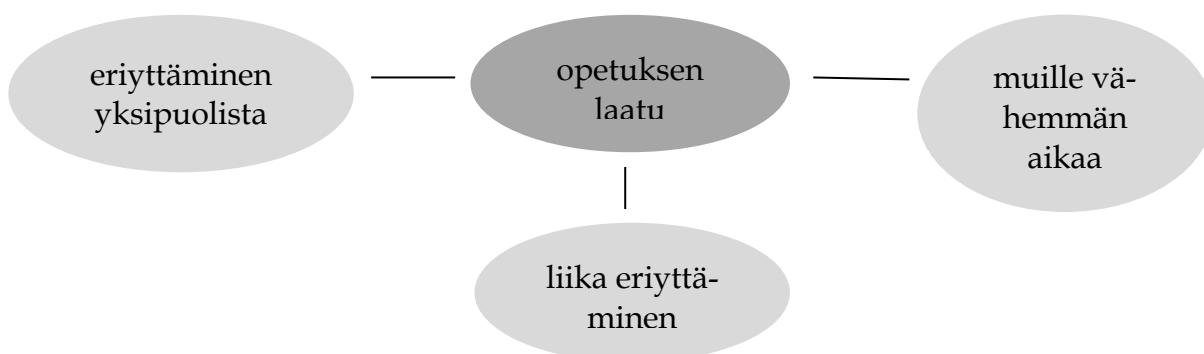 eriyttäminen
yksipuolista
opetuksen
laatu
muille vä-
hemmän
aikaa
liika eriyttä-
minen